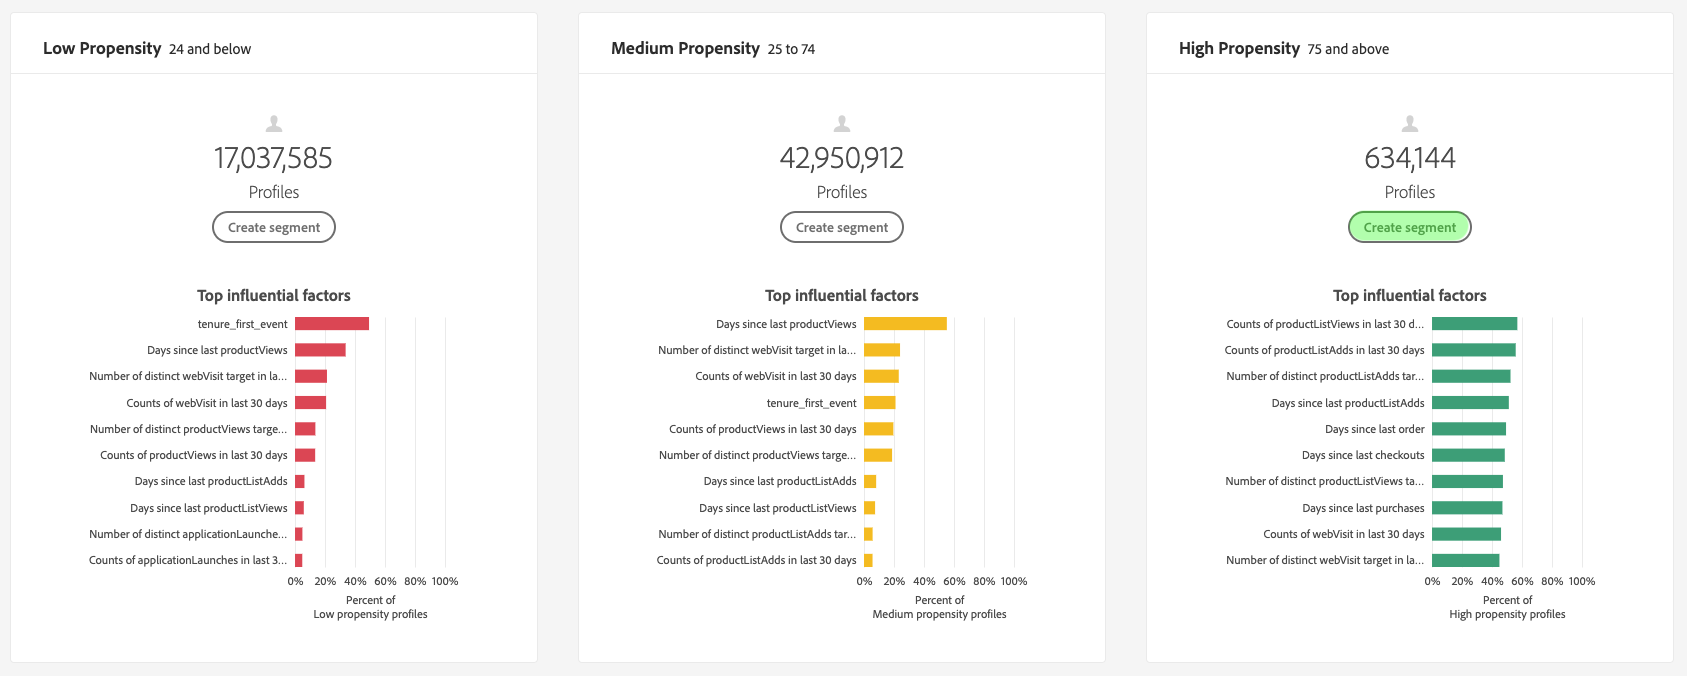 Low Propensity 24 and below
17,037,585
Profiles
Create segment
Top influential factors
tenure_first_event
Days since last productViews
Number of distinct webVisit target in la...
Counts of webVisit in last 30 days
Number of distinct productViews targe...
Counts of productViews in last 30 days
Days since last productListAdds
Days since last productListViews
Number of distinct applicationLaunche...
Counts of applicationLaunches in last 3...
0% 20% 40% 60% 80% 100%
Percent of
Low propensity profiles
Medium Propensity 25 to 74
42,950,912
Profiles
Create segment
Top influential factors
Days since last productViews
Number of distinct webVisit target in la...
Counts of webVisit in last 30 days
tenure_first_event
Counts of productViews in last 30 days
Number of distinct productViews targe...
Days since last productListAdds
Days since last productListViews
Number of distinct productListAdds tar...
Counts of productListAdds in last 30 days
0% 20% 40% 60% 80% 100%
Percent of
Medium propensity profiles
High Propensity 75 and above
634,144
Profiles
Create segment
Top influential factors
Counts of productListViews in last 30 d...
Counts of productListAdds in last 30 days
Number of distinct productListAdds tar...
Days since last productListAdds
Days since last order
Days since last checkouts
Number of distinct productListViews ta...
Days since last purchases
Counts of webVisit in last 30 days
Number of distinct webVisit target in la...
0% 20% 40% 60% 80% 100%
Percent of
High propensity profiles